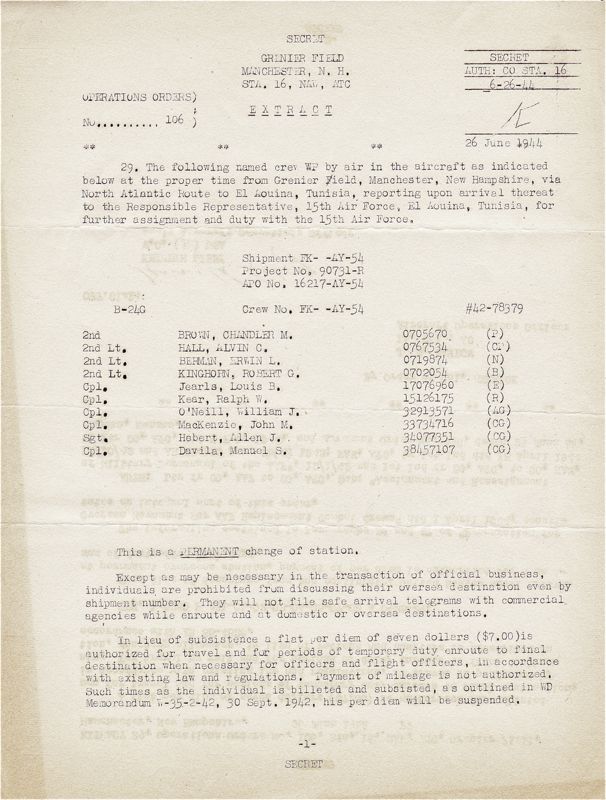 SECRET
GRENIER FIELD
MANCHESTER, N. H.
STA. 16, NAW, ATC
SECRET
AUTH: CO STA. 16
6-26-44
OPERATIONS ORDERS)
)
No.......... 106 )
E X T R A C T
26 June 1944
** ** **
29. The following named crew WP by air in the aircraft as indicated
below at the proper time from Grenier Field, Manchester, New Hampshire, via
North Atlantic Route to El Aouina, Tunisia, reporting upon arrival thereat
to the Responsible Representative, 15th Air Force, El Aouina, Tunisia, for
further assignment and duty with the 15th Air Force.
Shipment FK- -AY-54
Project No. 90731-R
APO No. 16217-AY-54
B-24G Crew No. FK- -AY-54 #42-78379
2nd BROWN, CHANDLER M. 0705670 (P)
2nd Lt. HALL, ALVIN C. 0767534 (CP)
2nd Lt. BERMAN, ERWIN L. 0719874 (N)
2nd Lt. KINGHORN, ROBERT G. 0702054 (B)
Cpl. Jearls, Louis B. 17076960 (E)
Cpl. Kear, Ralph W. 15126175 (R)
Cpl. O'Neill, William J. 32913571 (AG)
Cpl. MacKenzie, John M. 33734716 (CG)
Sgt. Hebert, Allen J. 34077351 (CG)
Cpl. Davila, Manuel S. 38457107 (CG)
This is a PERMANENT change of station.
Except as may be necessary in the transaction of official business,
individuals are prohibited from discussing their oversea destination even by
shipment number. They will not file safe arrival telegrams with commercial
agencies while enroute and at domestic or oversea destinations.
In lieu of subsistence a flat per diem of seven dollars ($7.00)is
authorized for travel and for periods of temporary duty enroute to final
destination when necessary for officers and flight officers, in accordance
with existing law and regulations. Payment of mileage is not authorized.
Such times as the individual is billeted and subsisted, as outlined in WD
Memorandum W-35-2-42, 30 Sept. 1942, his per diem will be suspended.
-1-
SECRET